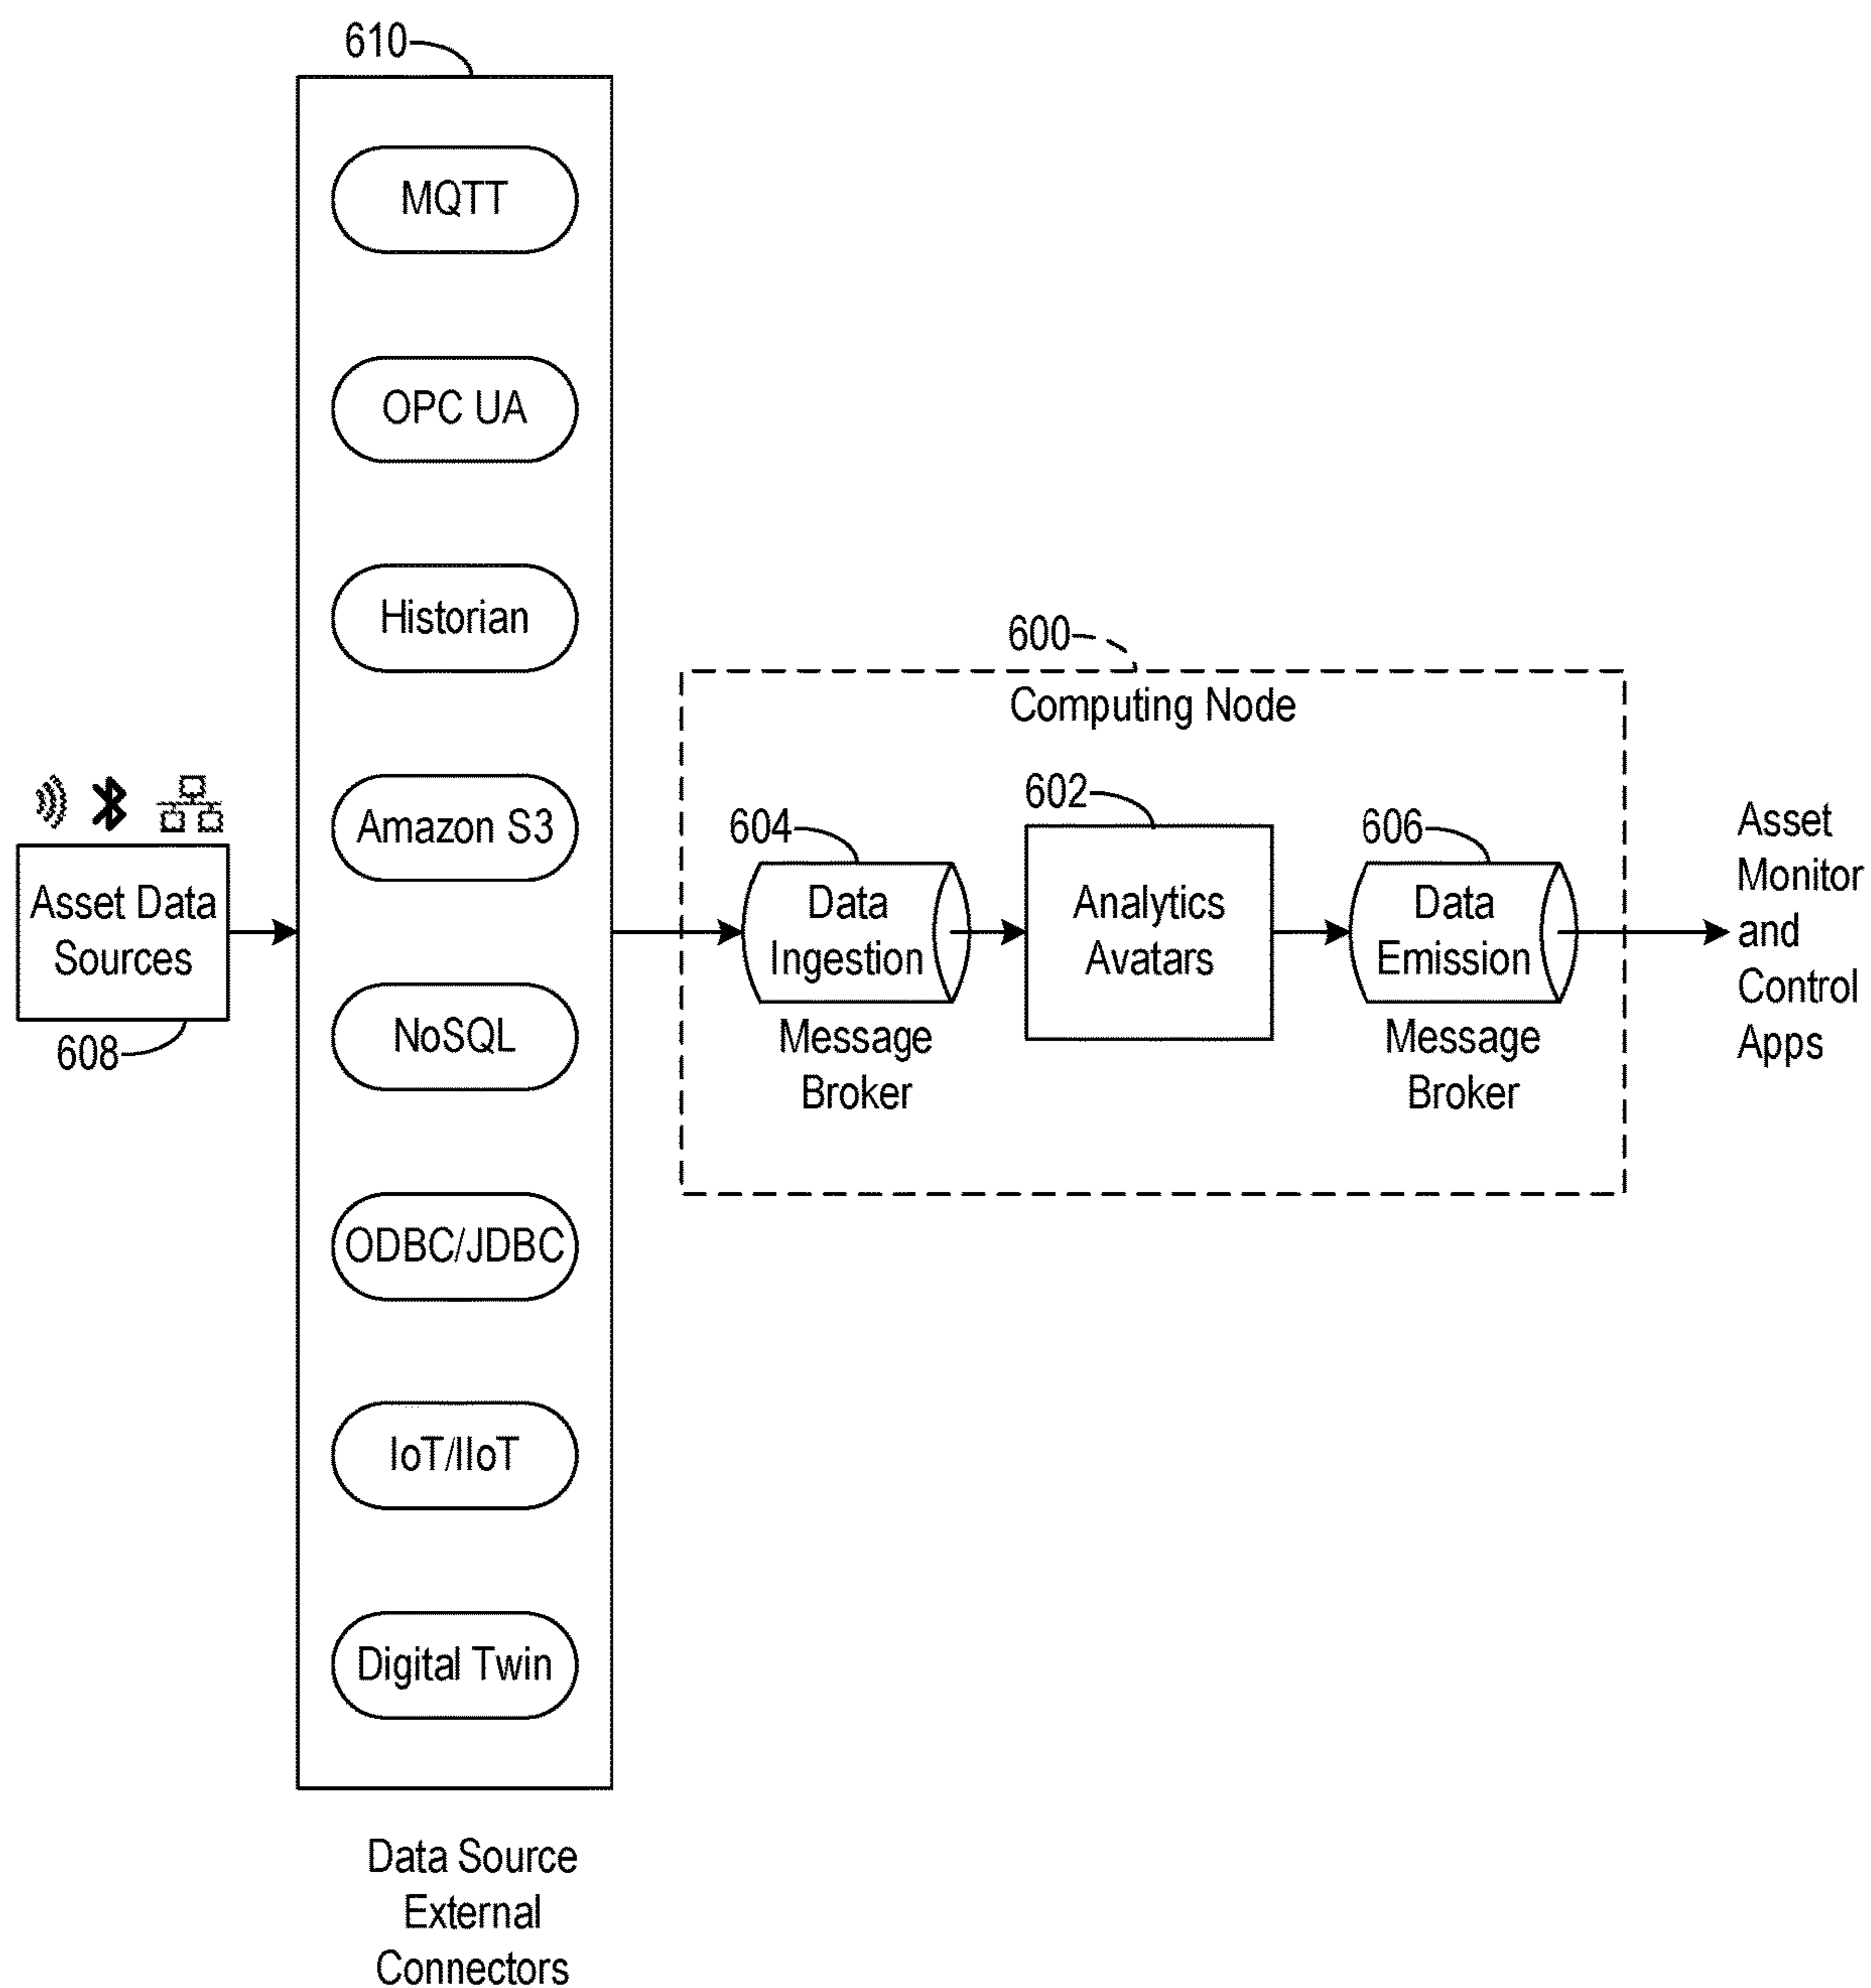 610
MQTT
OPC UA
Historian
Amazon S3
NoSQL
ODBC/JDBC
IoT/IIoT
Digital Twin
Data Source
External
Connectors
Asset Data
Sources
608
600
Computing Node
604
Data
Ingestion
Message
Broker
602
Analytics
Avatars
606
Data
Emission
Message
Broker
Asset
Monitor
and
Control
Apps